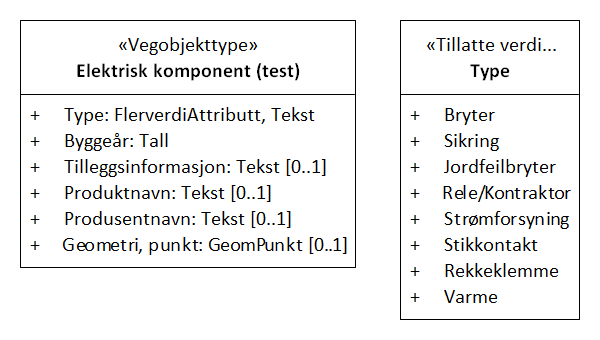 «Vegobjekttype»
Elektrisk komponent (test)
+ Type: FlerverdiAttributt, Tekst
+ Byggeår: Tall
+ Tilleggsinformasjon: Tekst [0..1]
+ Produktnavn: Tekst [0..1]
+ Produsentnavn: Tekst [0..1]
+ Geometri, punkt: GeomPunkt [0..1]
«Tillatte verdi...
Type
+ Bryter
+ Sikring
+ Jordfeilbryter
+ Rele/Kontraktor
+ Strømforsyning
+ Stikkontakt
+ Rekkeklemme
+ Varme